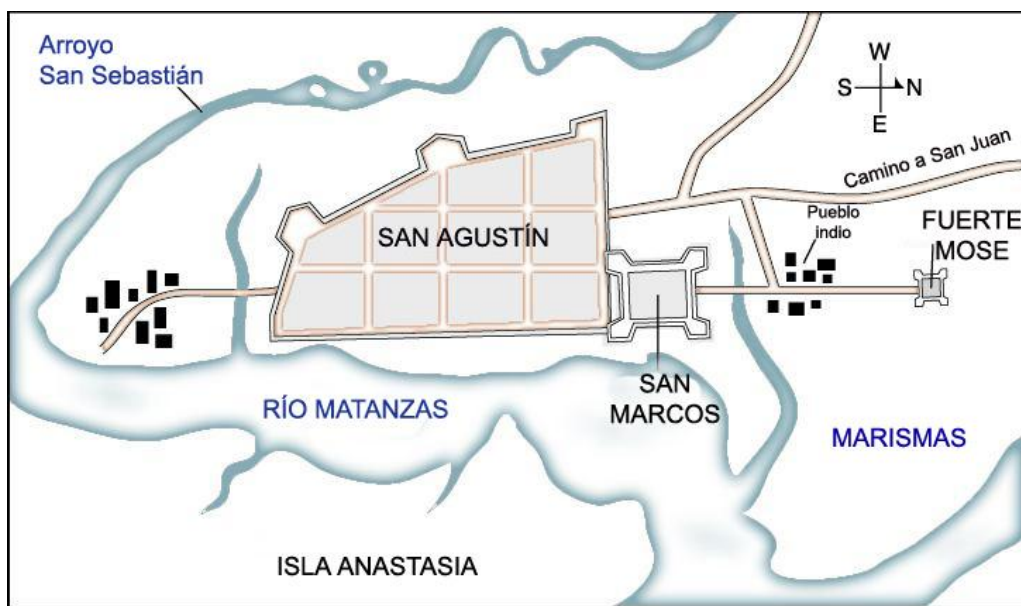 Arroyo
San Sebastián
W
S
N
E
Camino a San Juan
Pueblo
indio
FUERTE
MOSE
SAN AGUSTÍN
SAN
MARCOS
RÍO MATANZAS
MARISMAS
ISLA ANASTASIA